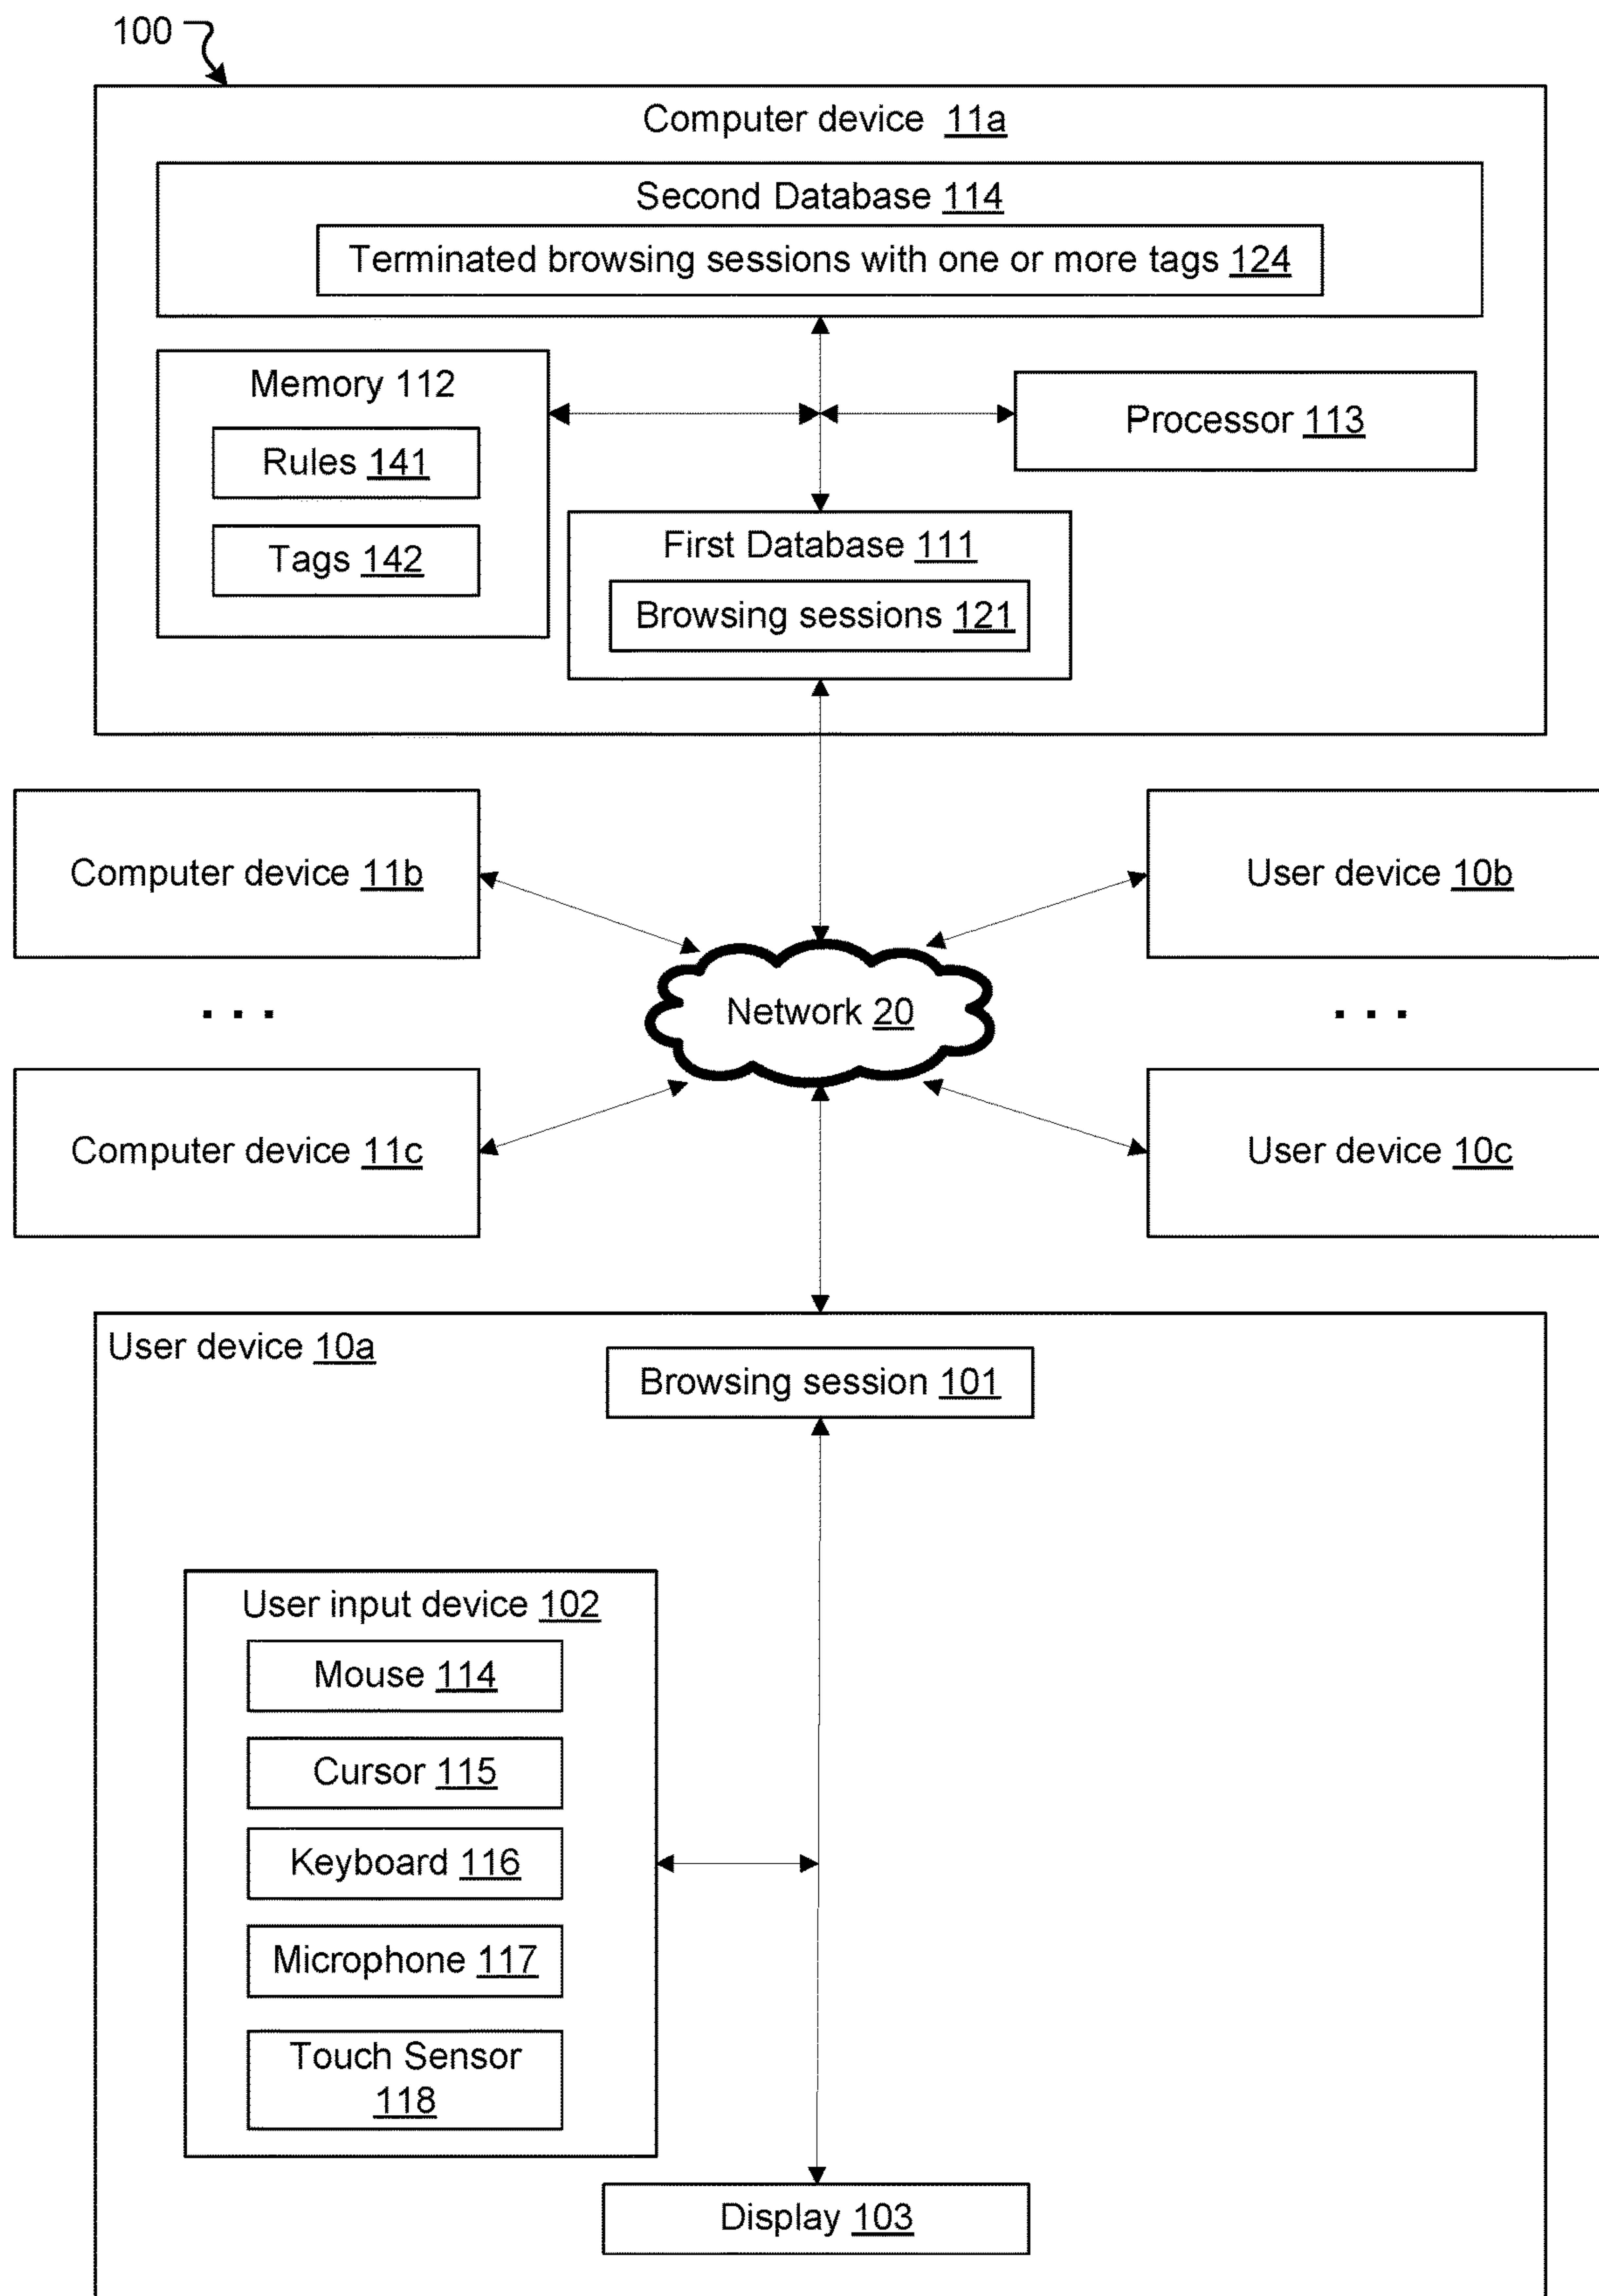 100
Computer device 11a
Second Database 114
Terminated browsing sessions with one or more tags 124
Memory 112
Rules 141
Tags 142
Processor 113
First Database 111
Browsing sessions 121
Computer device 11b
User device 10b
. . .
Network 20
. . .
Computer device 11c
User device 10c
User device 10a
Browsing session 101
User input device 102
Mouse 114
Cursor 115
Keyboard 116
Microphone 117
Touch Sensor
118
Display 103